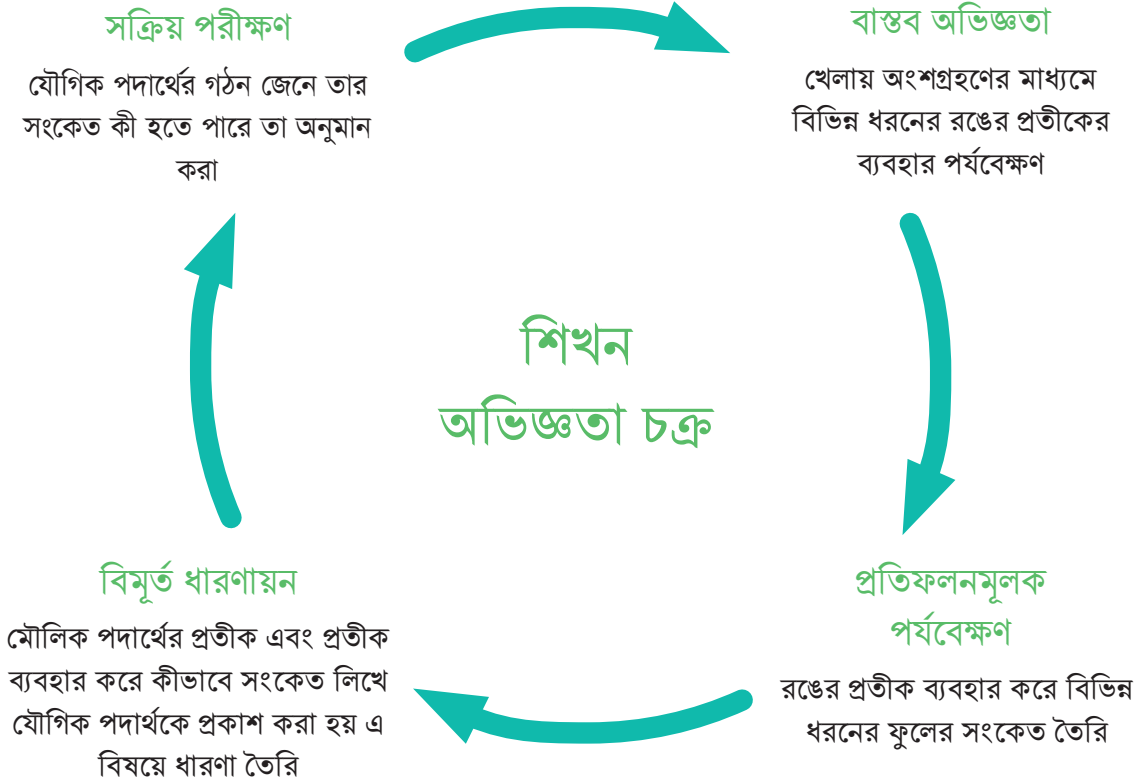 সক্রিয় পরীক্ষণ
যৌগিক পদার্থের গঠন জেনে তার
সংকেত কী হতে পারে তা অনুমান
করা
বাস্তব অভিজ্ঞতা
খেলায় অংশগ্রহণের মাধ্যমে
বিভিন্ন ধরনের রঙের প্রতীকের
ব্যবহার পর্যবেক্ষণ
শিখন
অভিজ্ঞতা চক্র
বিমূর্ত ধারণায়ন
মৌলিক পদার্থের প্রতীক এবং প্রতীক
ব্যবহার করে কীভাবে সংকেত লিখে
যৌগিক পদার্থকে প্রকাশ করা হয় এ
বিষয়ে ধারণা তৈরি
প্রতিফলনমূলক
পর্যবেক্ষণ
রঙের প্রতীক ব্যবহার করে বিভিন্ন
ধরনের ফুলের সংকেত তৈরি